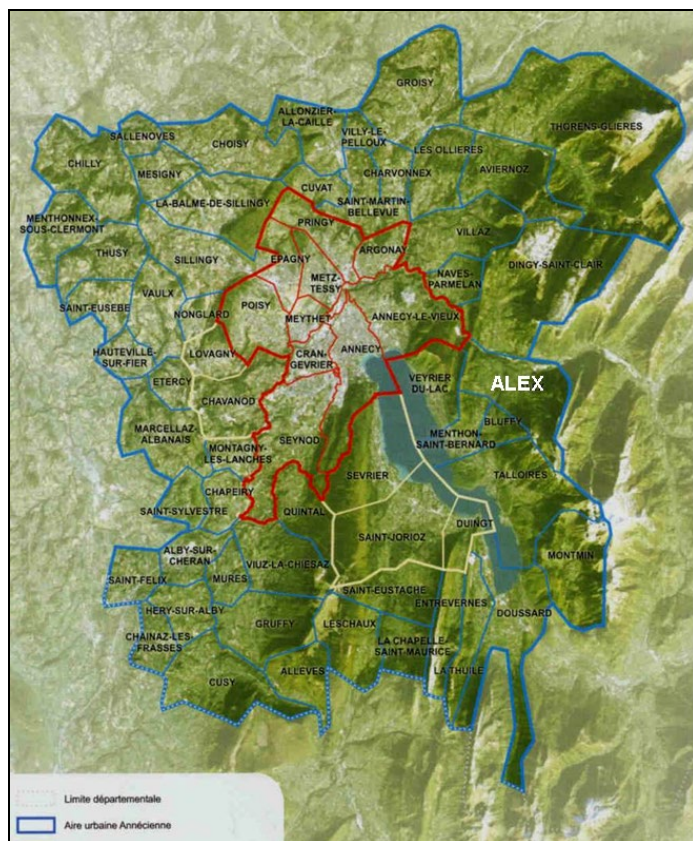 GROISY
ALLONZIER-
LA-CAILLE
THORENS-GLIERES
SALLENOVES
CHOISY
VILLY-LE-
PELLOUX
LES OLLIERES
CHILLY
MESIGNY
CHARVONNEX
AVIERNOZ
CUVAT
LA-BALME-DE-SILLINGY
SAINT-MARTIN-
BELLEVUE
MENTHONNEX-
SOUS-CLERMONT
PRINGY
VILLAZ
ARGONAY
THUSY
SILLINGY
EPAGNY
DINGY-SAINT-CLAIR
METZ-
TESSY
NAVES-
PARMELAN
VAULX
SAINT-EUSEBE
NONGLARD
POISY
MEYTHET
ANNECY-LE-VIEUX
HAUTEVILLE-
SUR-FIER
LOVAGNY
CRAN-
GEVRIER
ANNECY
ETERCY
VEYRIER
DU-LAC
ALEX
CHAVANOD
BLUFFY
MARCELLAZ-
ALBANAIS
SEYNOD
MENTHON-
SAINT-BERNARD
MONTAGNY-
LES-LANCHES
SEVRIER
TALLOIRES
CHAPEIRY
SAINT-SYLVESTRE
QUINTAL
DUINGT
SAINT-JORIOZ
ALBY-SUR-
CHERAN
MONTMIN
VIUZ-LA-CHIESAZ
SAINT-FELIX
MURES
SAINT-EUSTACHE
ENTREVERNES
HERY-SUR-ALBY
DOUSSARD
GRUFFY
LESCHAUX
CHAINAZ-LES-
FRASSES
LA CHAPELLE-
SAINT-MAURICE
ALLEVES
LA THUILE
CUSY
Limite départementale
Aire urbaine Annécienne